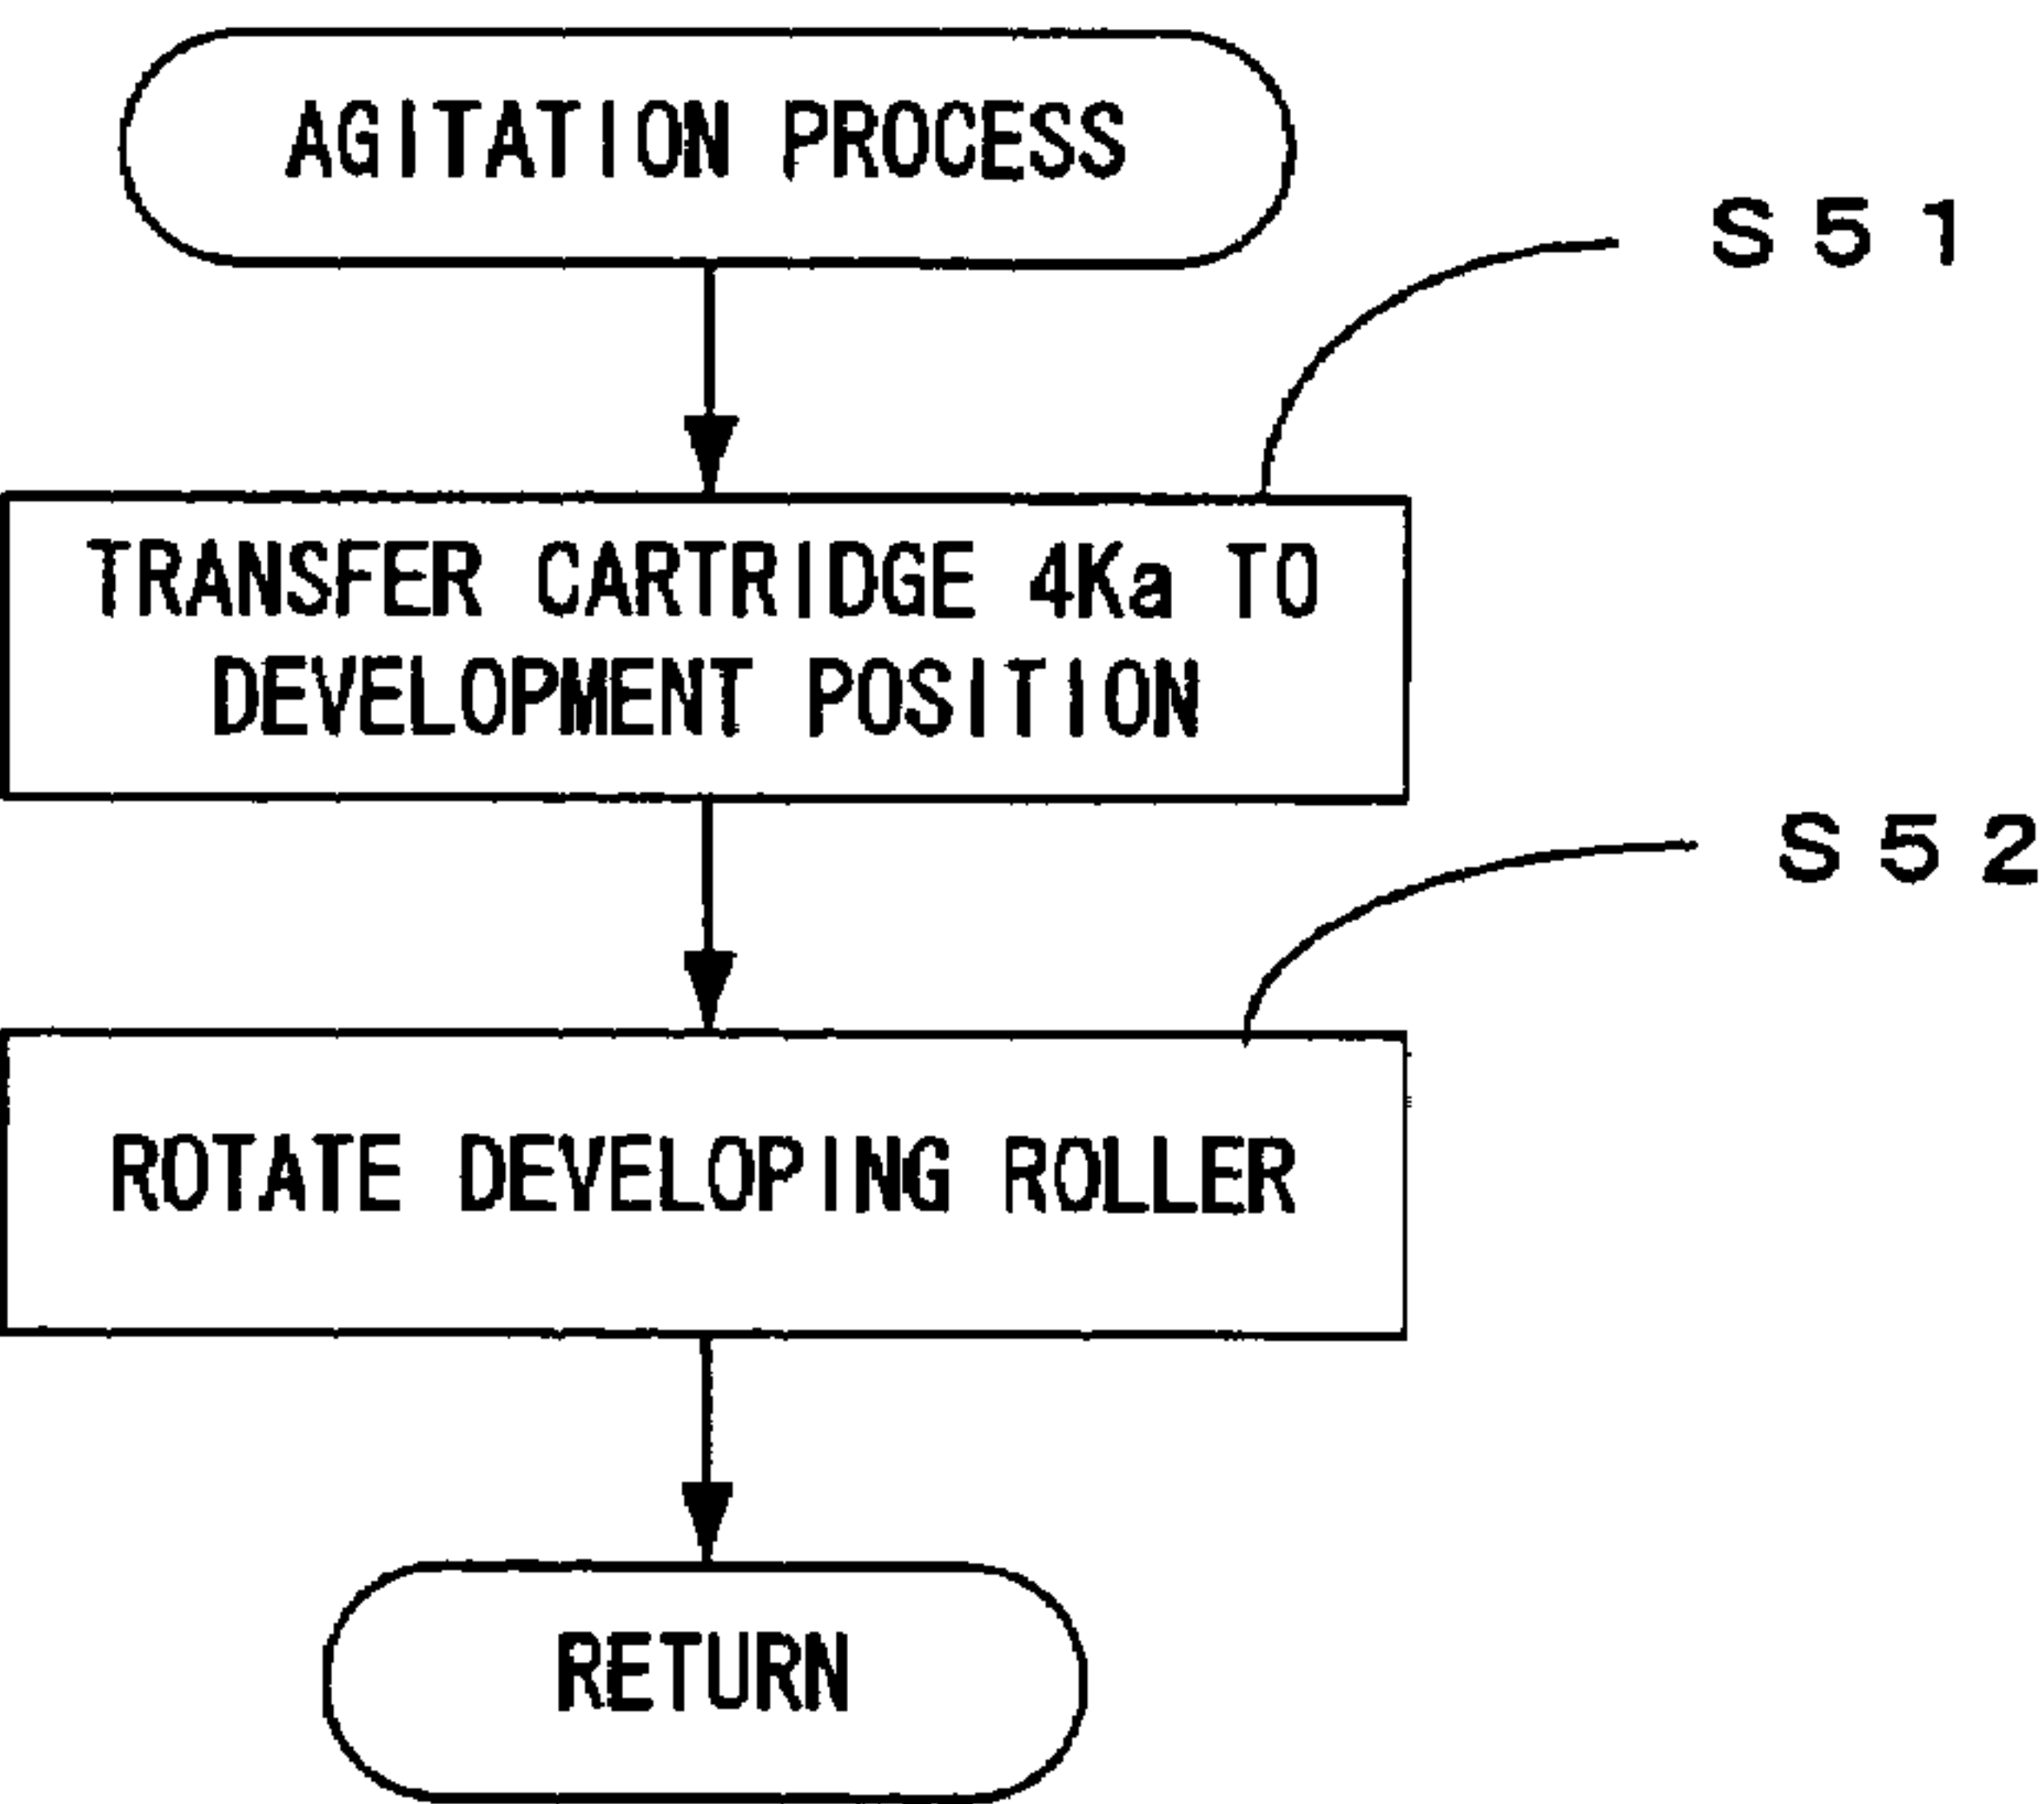 AGITATION PROCESS
S51
TRANSFER CARTRIDGE 4Ka TO
DEVELOPMENT POSITION
S52
ROTATE DEVELOPING ROLLER
RETURN